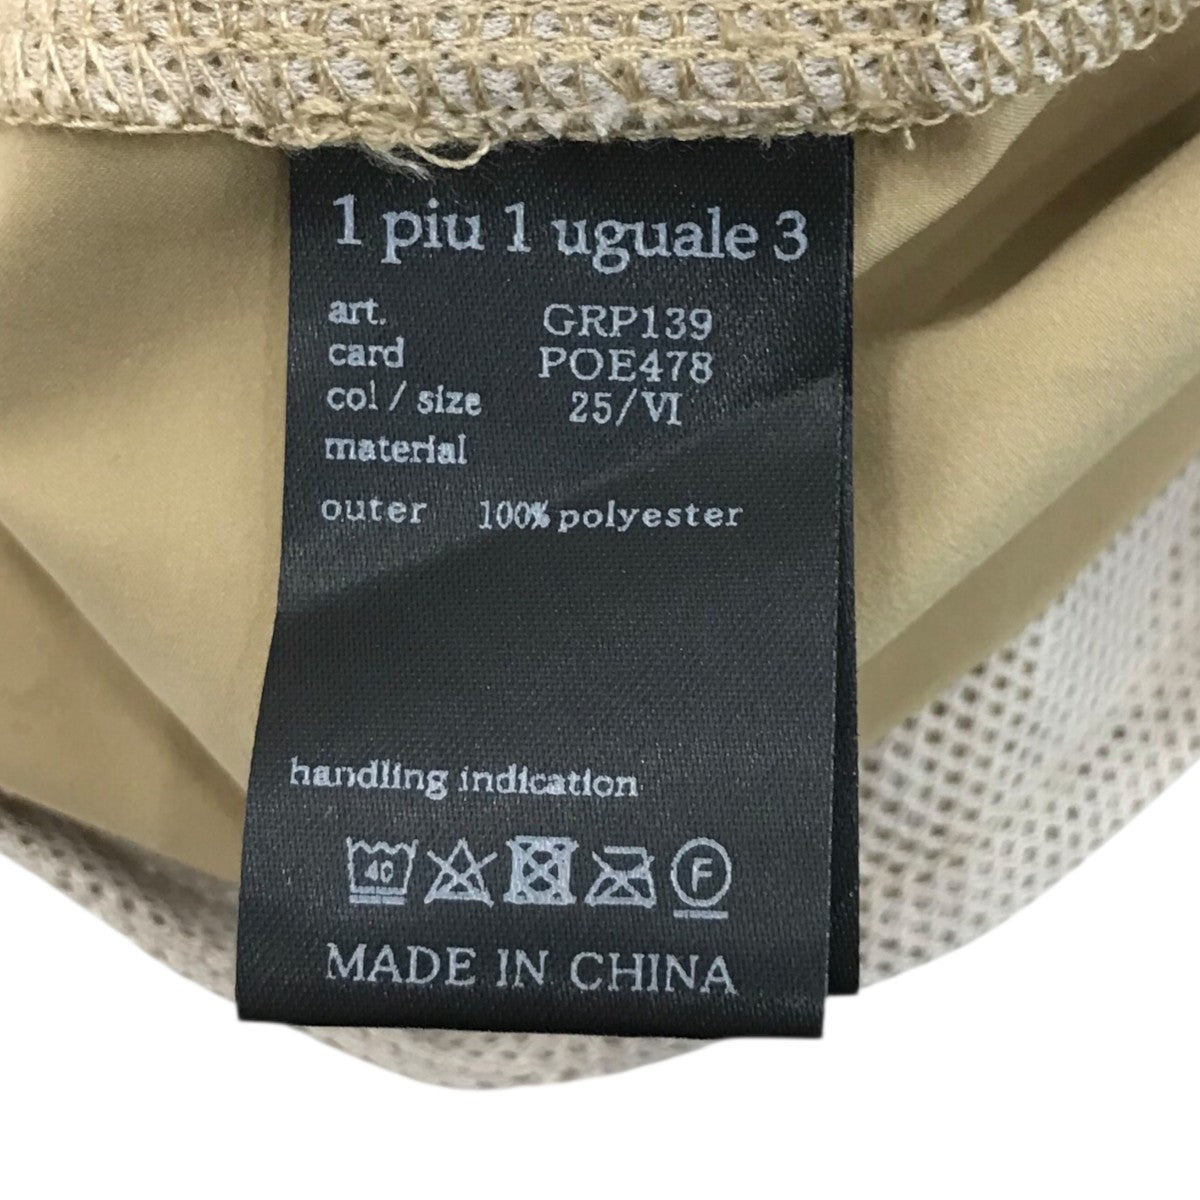 1 piu 1 uguale 3
art. GRP139
card POE478
col / size 25/VI
material
outer 100% polyester
handling indication
40 F
MADE IN CHINA